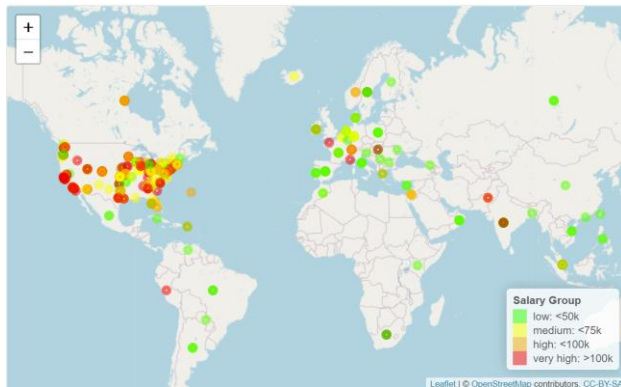 +
−
Salary Group
low: <50k
medium: <75k
high: <100k
very high: >100k
Leaflet | © OpenStreetMap contributors, CC-BY-SA